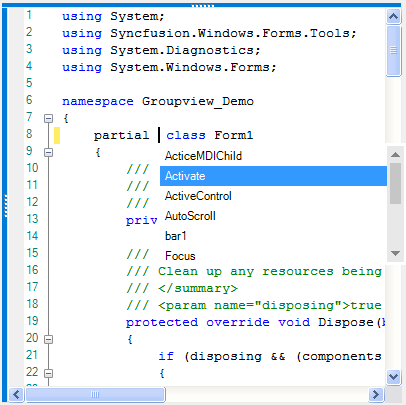 1 using System;
2 using Syncfusion.Windows.Forms.Tools;
3 using System.Diagnostics;
4 using System.Windows.Forms;
5
6 namespace Groupview_Demo
7 {
8 partial class Form1
9 {
ActiceMDIChild
10 ///
Activate
11 ///
ActiveControl
12 ///
AutoScroll
13 priv
bar1
14
Focus
15 ///
16 /// Clean up any resources being
17 /// </summary>
18 /// <param name="disposing">true
19 protected override void Dispose(b
20 {
21 if (disposing && (components
22 {